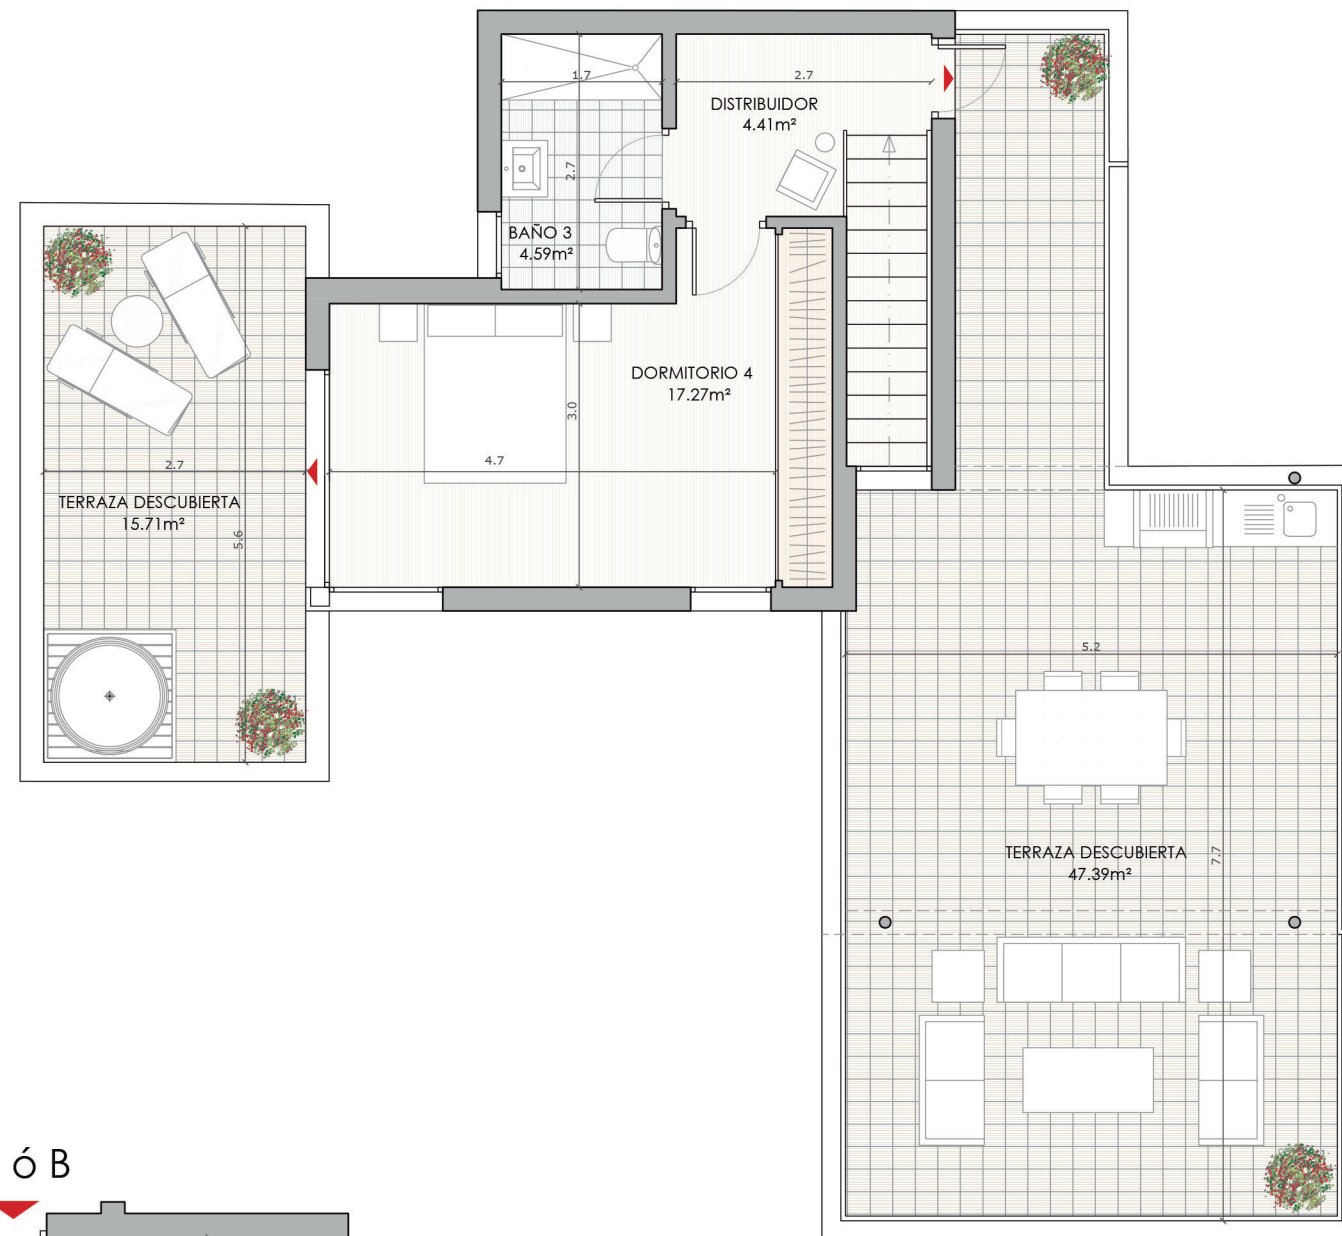 1.7
2.7
DISTRIBUIDOR
4.41m²
2.7
BAÑO 3
4.59m²
DORMITORIO 4
17.27m²
3.0
4.7
2.7
TERRAZA DESCUBIERTA
15.71m²
5.6
5.2
TERRAZA DESCUBIERTA
47.39m²
7.7
ó B